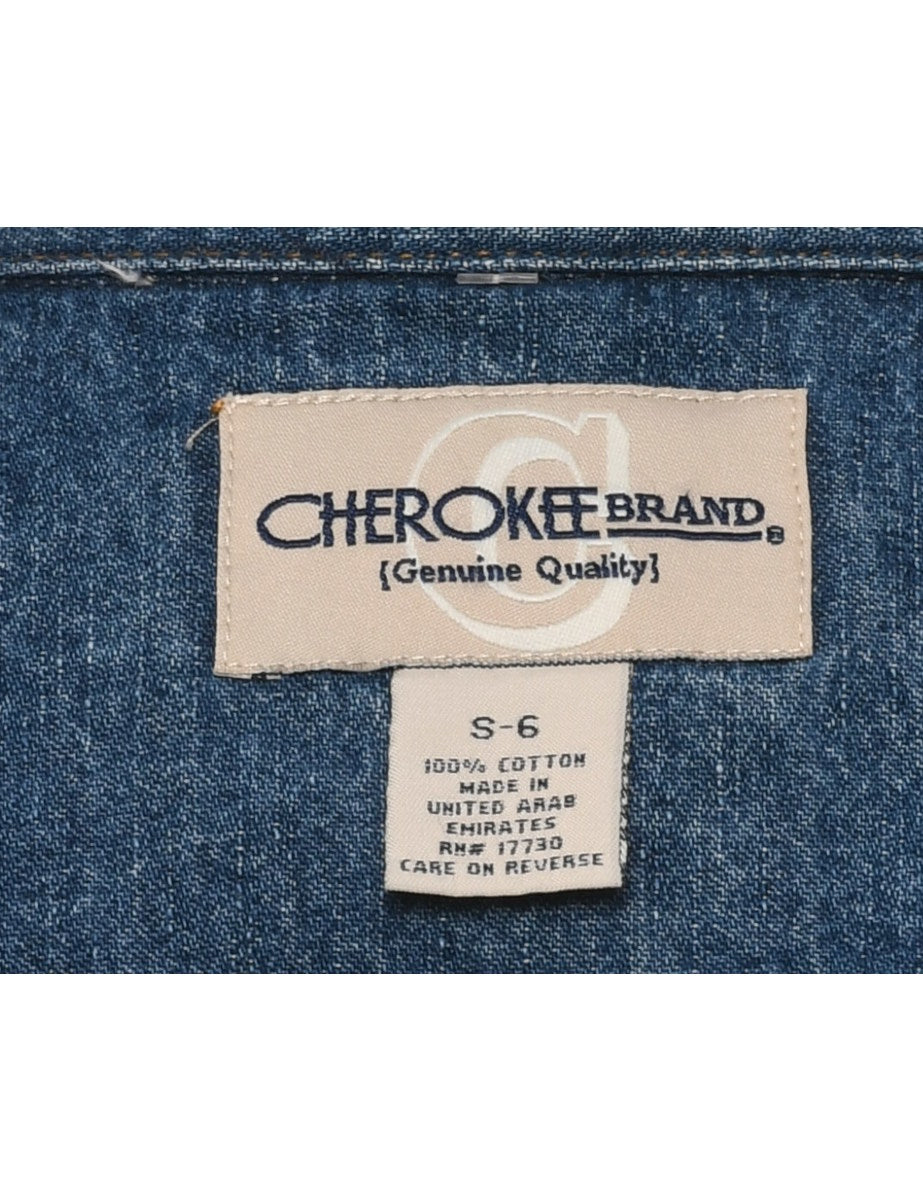 C
CHEROKEE BRAND®
{Genuine Quality}
S-6
100% COTTON
MADE IN
UNITED ARAB
EMIRATES
RN# 17730
CARE ON REVERSE